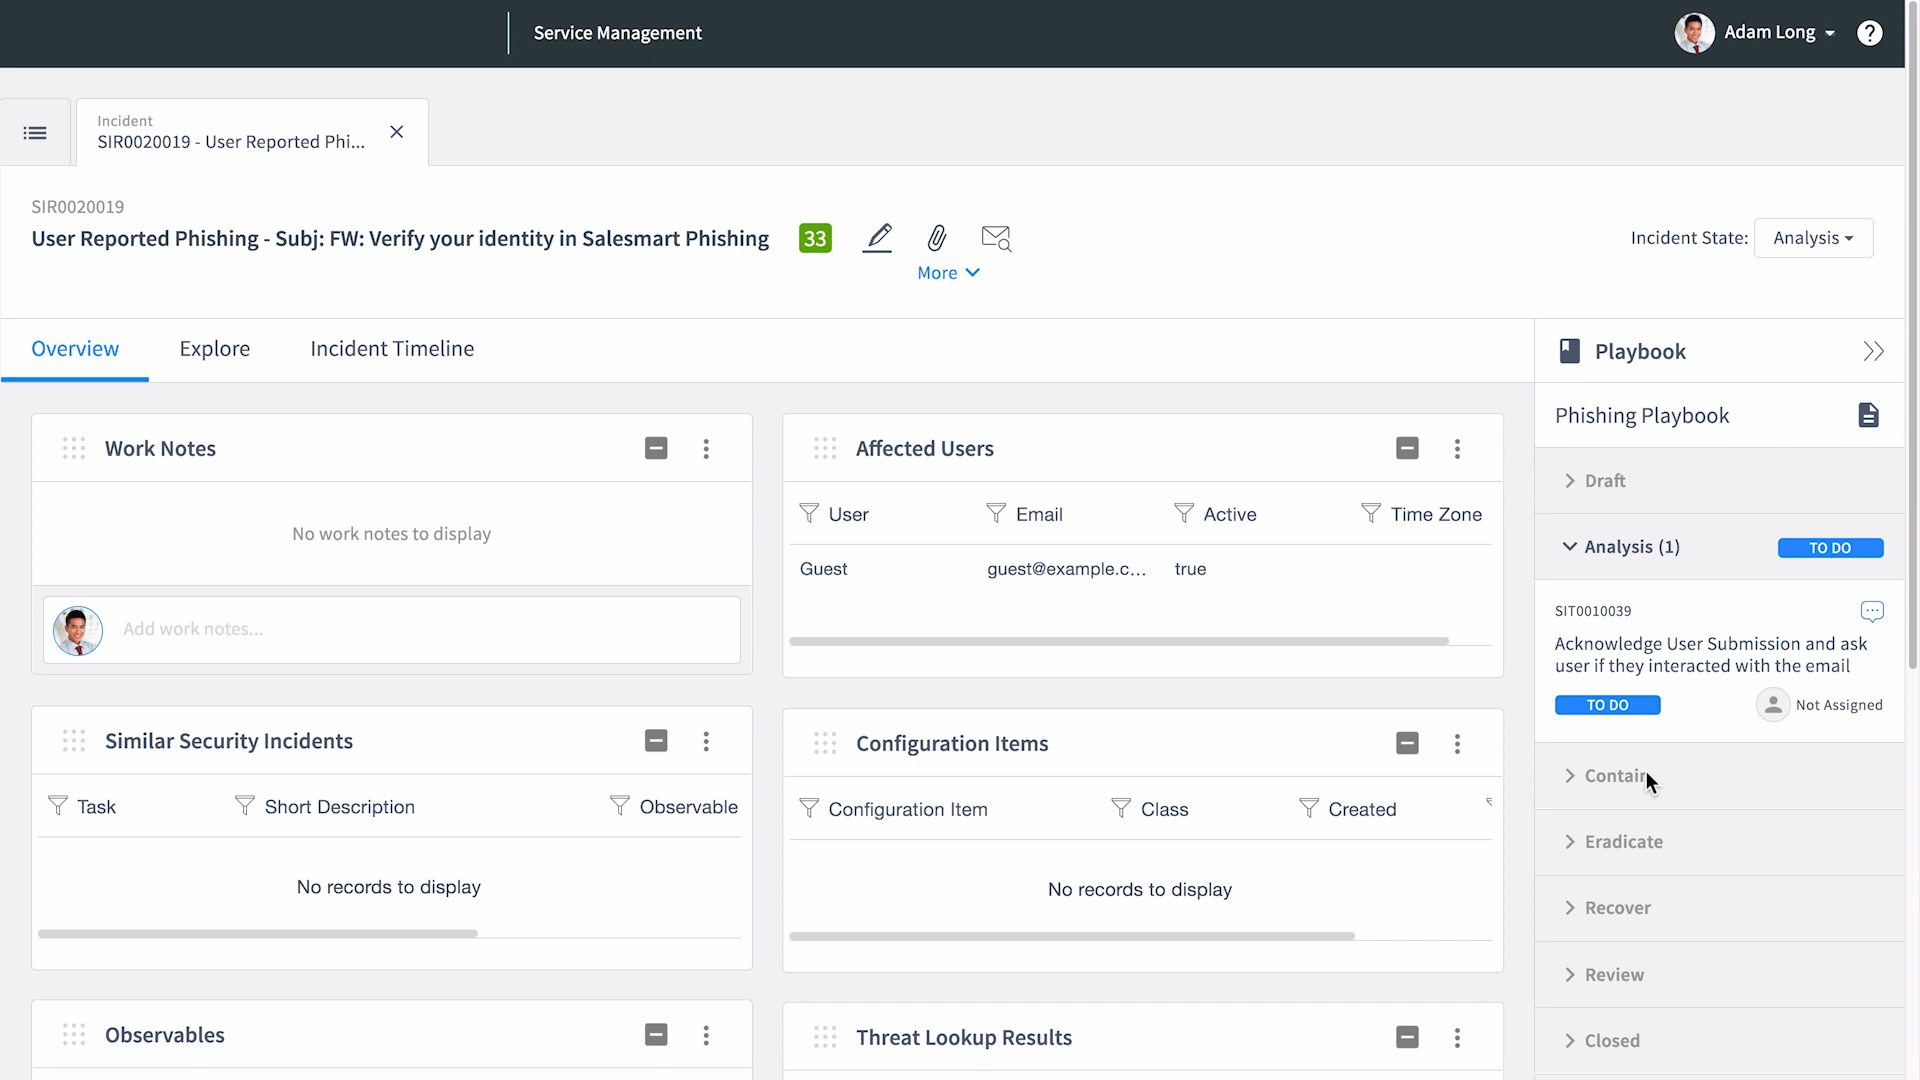 Service Management
Adam Long
Incident
SIR0020019 - User Reported Phi...
SIR0020019
User Reported Phishing - Subj: FW: Verify your identity in Salesmart Phishing
33
More
Incident State:
Analysis
Overview
Explore
Incident Timeline
Playbook
Phishing Playbook
Draft
Analysis (1)
TO DO
SIT0010039
Acknowledge User Submission and ask
user if they interacted with the email
TO DO
Not Assigned
Contain
Eradicate
Recover
Review
Closed
Work Notes
No work notes to display
Add work notes...
Affected Users
User Email Active Time Zone
Guest guest@example.c... true
Similar Security Incidents
Task Short Description Observable
No records to display
Configuration Items
Configuration Item Class Created
No records to display
Observables
Threat Lookup Results